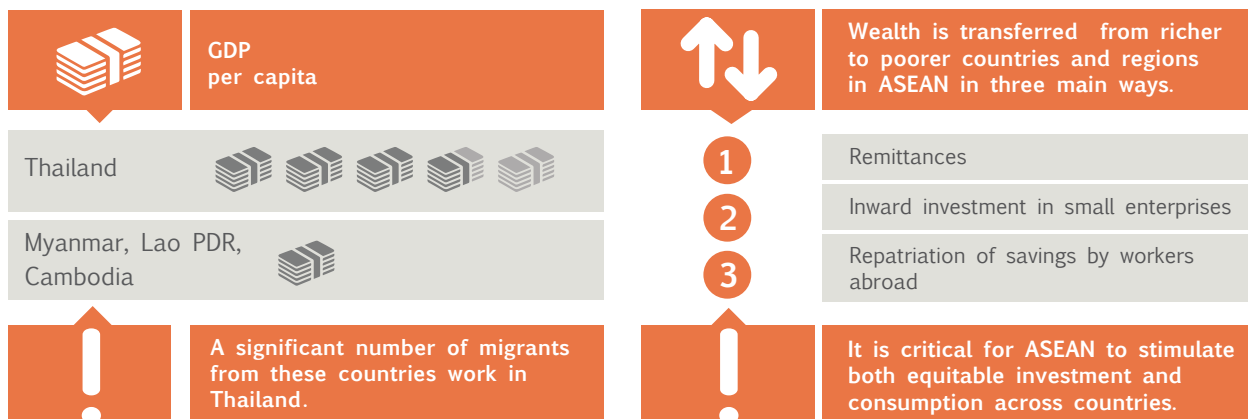 GDP
per capita
Thailand
Myanmar, Lao PDR,
Cambodia
A significant number of migrants
from these countries work in
Thailand.
Wealth is transferred from richer
to poorer countries and regions
in ASEAN in three main ways.
1
Remittances
2
Inward investment in small enterprises
3
Repatriation of savings by workers
abroad
!
It is critical for ASEAN to stimulate
both equitable investment and
consumption across countries.